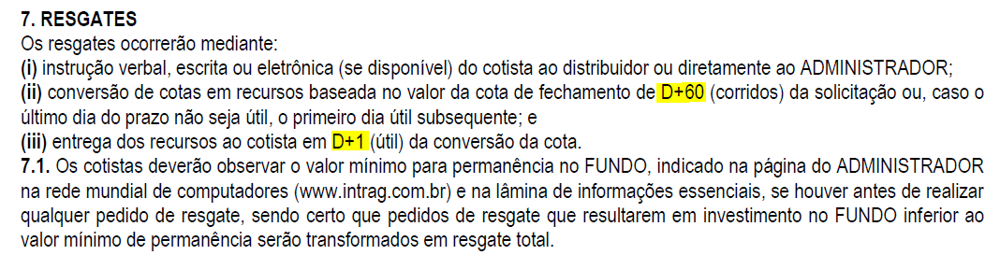 7. RESGATES
Os resgates ocorrerão mediante:
(i) instrução verbal, escrita ou eletrônica (se disponível) do cotista ao distribuidor ou diretamente ao ADMINISTRADOR;
(ii) conversão de cotas em recursos baseada no valor da cota de fechamento de D+60 (corridos) da solicitação ou, caso o
último dia do prazo não seja útil, o primeiro dia útil subsequente; e
(iii) entrega dos recursos ao cotista em D+1 (útil) da conversão da cota.
7.1. Os cotistas deverão observar o valor mínimo para permanência no FUNDO, indicado na página do ADMINISTRADOR
na rede mundial de computadores (www.intrag.com.br) e na lâmina de informações essenciais, se houver antes de realizar
qualquer pedido de resgate, sendo certo que pedidos de resgate que resultarem em investimento no FUNDO inferior ao
valor mínimo de permanência serão transformados em resgate total.